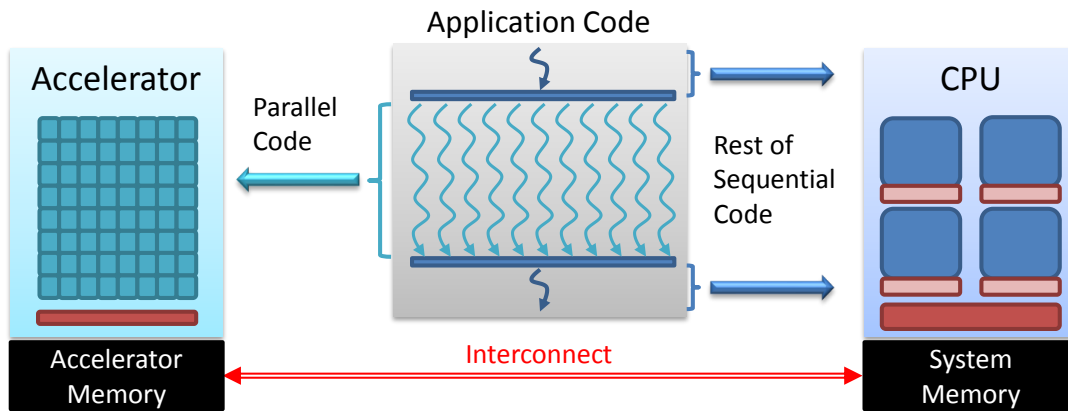 Application Code
Accelerator
CPU
Parallel
Code
Rest of
Sequential
Code
Interconnect
Accelerator
Memory
System
Memory